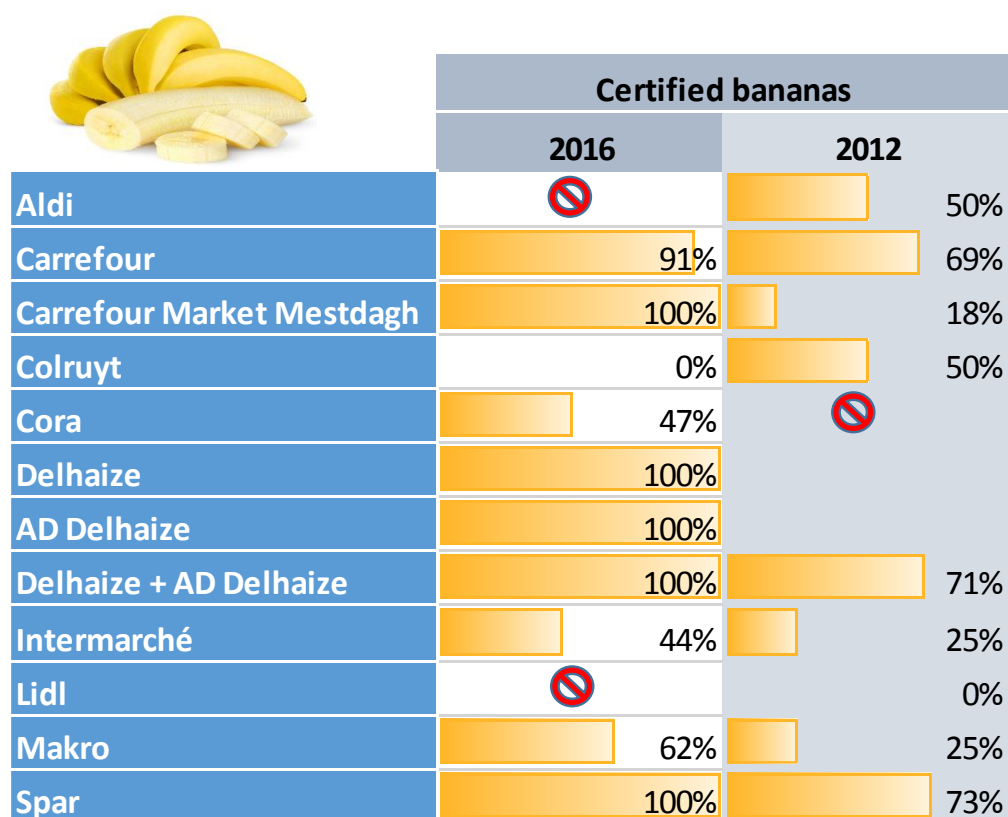 Certified bananas
2016 2012
Aldi 50%
Carrefour 91% 69%
Carrefour Market Mestdagh 100% 18%
Colruyt 0% 50%
Cora 47%
Delhaize 100%
AD Delhaize 100%
Delhaize + AD Delhaize 100% 71%
Intermarché 44% 25%
Lidl 0%
Makro 62% 25%
Spar 100% 73%